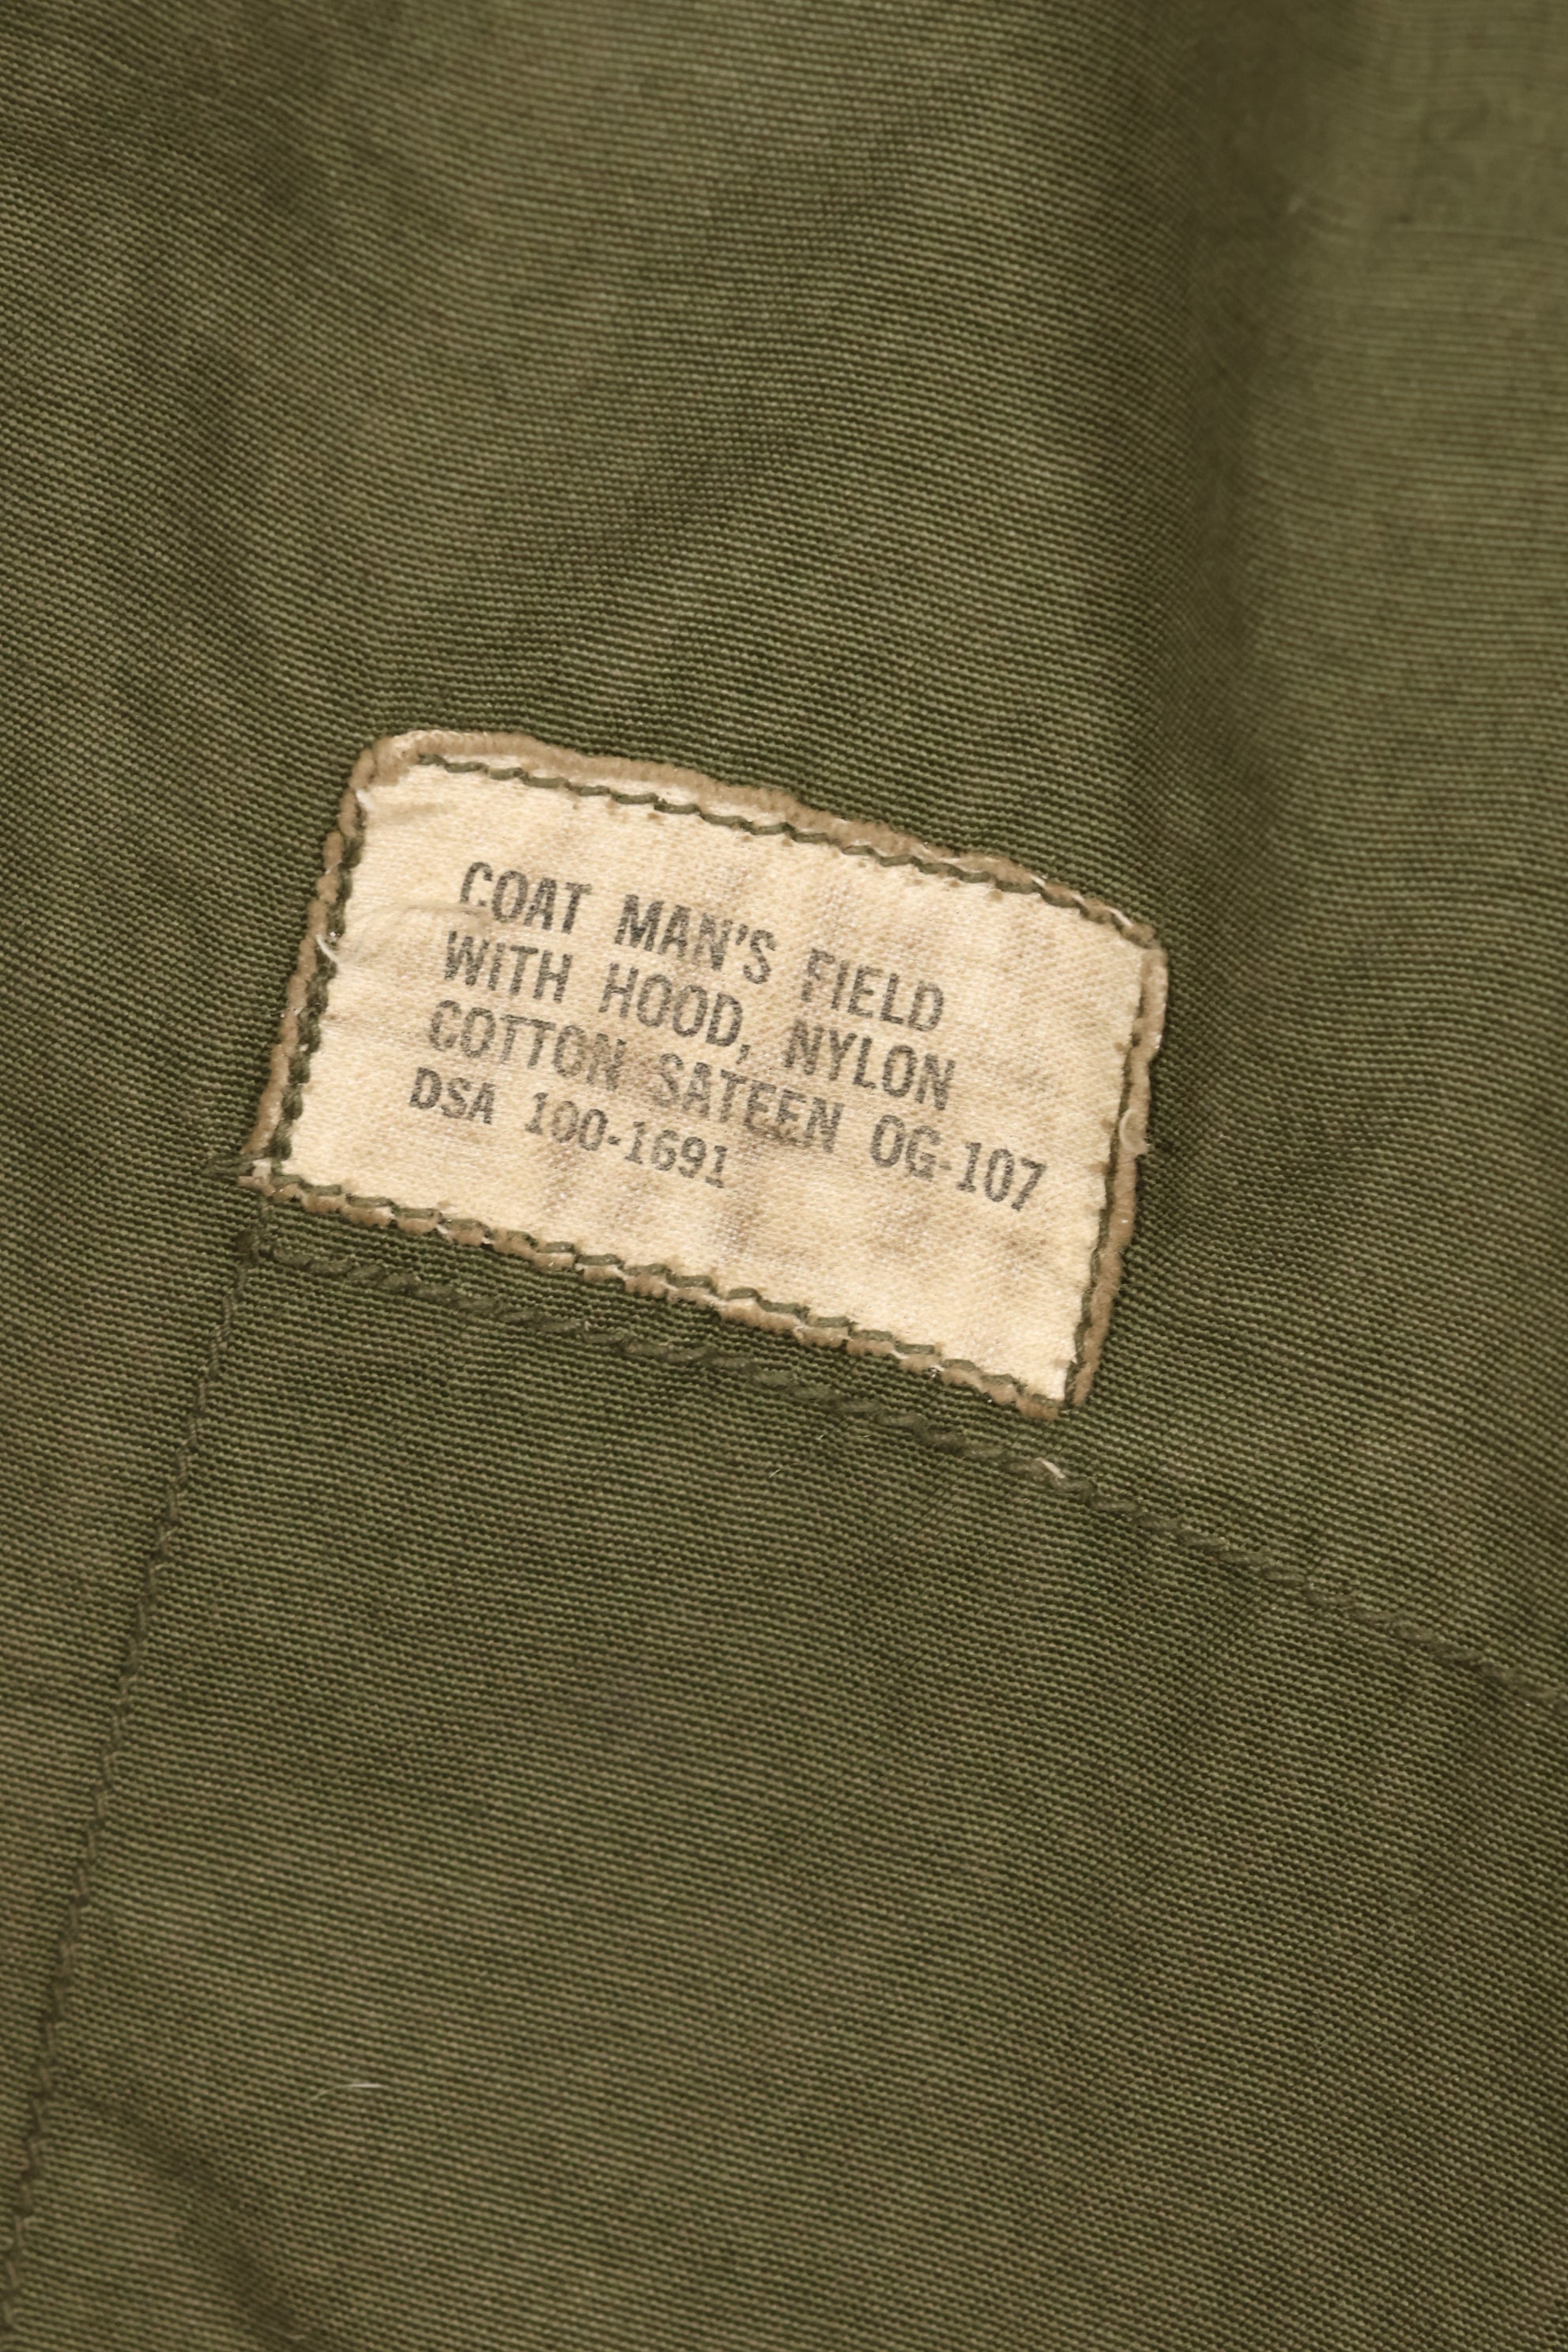 COAT MAN'S FIELD
WITH HOOD, NYLON
COTTON SATEEN OG-107
DSA 100-1691